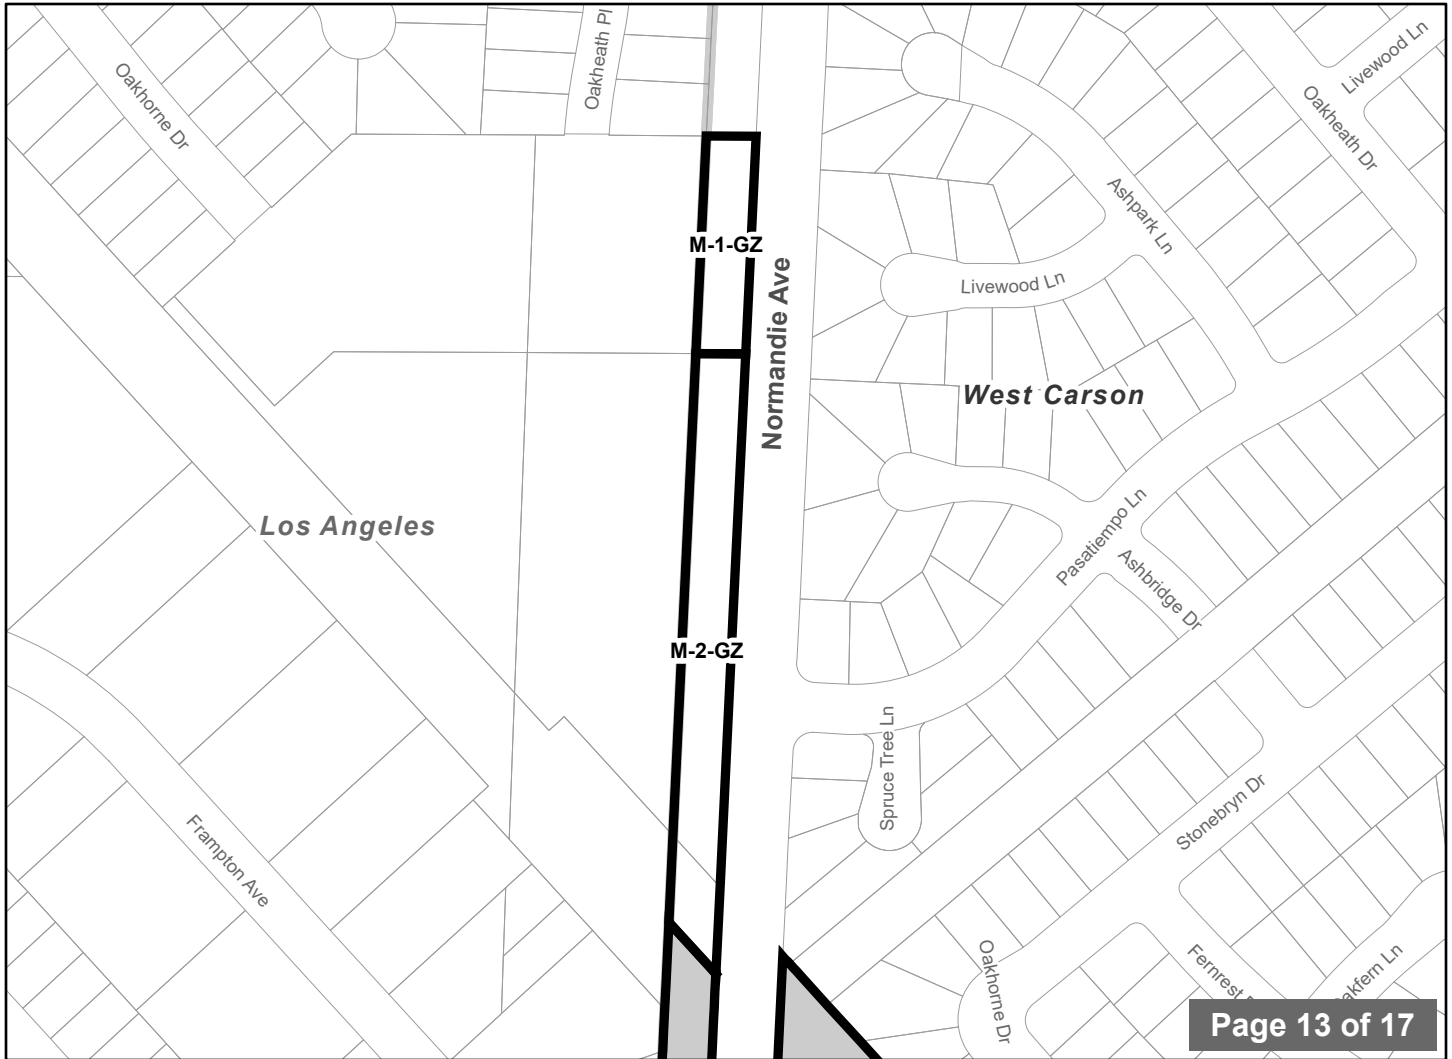 Oakheath Pl
Livewood Ln
Oakhorne Dr
Oakheath Dr
Ashpark Ln
M-1-GZ
Livewood Ln
Normandie Ave
West Carson
Los Angeles
Pasatiempo Ln
Ashbridge Dr
M-2-GZ
Spruce Tree Ln
Stonebryn Dr
Frampton Ave
Oakhorne Dr
Fernrest
akfern Ln
Page 13 of 17